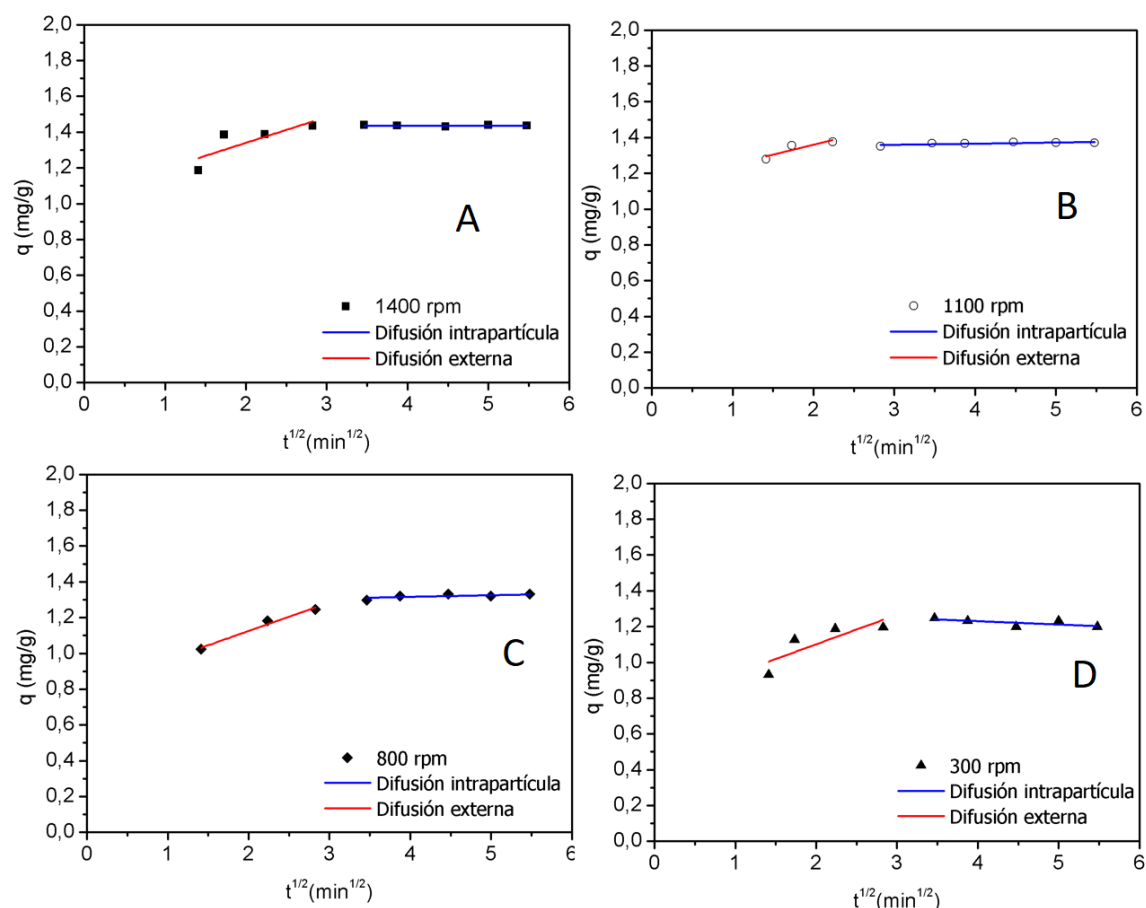 2,0
1,8
1,6
1,4
1,2
1,0
0,8
0,6
0,4
0,2
0,0
q (mg/g)
A
1400 rpm
Difusión intrapartícula
Difusión externa
0 1 2 3 4 5 6
t^1/2(min^1/2)
2,0
1,8
1,6
1,4
1,2
1,0
0,8
0,6
0,4
0,2
0,0
q (mg/g)
B
1100 rpm
Difusión intrapartícula
Difusión externa
0 1 2 3 4 5 6
t^1/2(min^1/2)
2,0
1,8
1,6
1,4
1,2
1,0
0,8
0,6
0,4
0,2
0,0
q (mg/g)
C
800 rpm
Difusión intrapartícula
Difusión externa
0 1 2 3 4 5 6
t^1/2(min^1/2)
2,0
1,8
1,6
1,4
1,2
1,0
0,8
0,6
0,4
0,2
0,0
q (mg/g)
D
300 rpm
Difusión intrapartícula
Difusión externa
0 1 2 3 4 5 6
t^1/2(min^1/2)